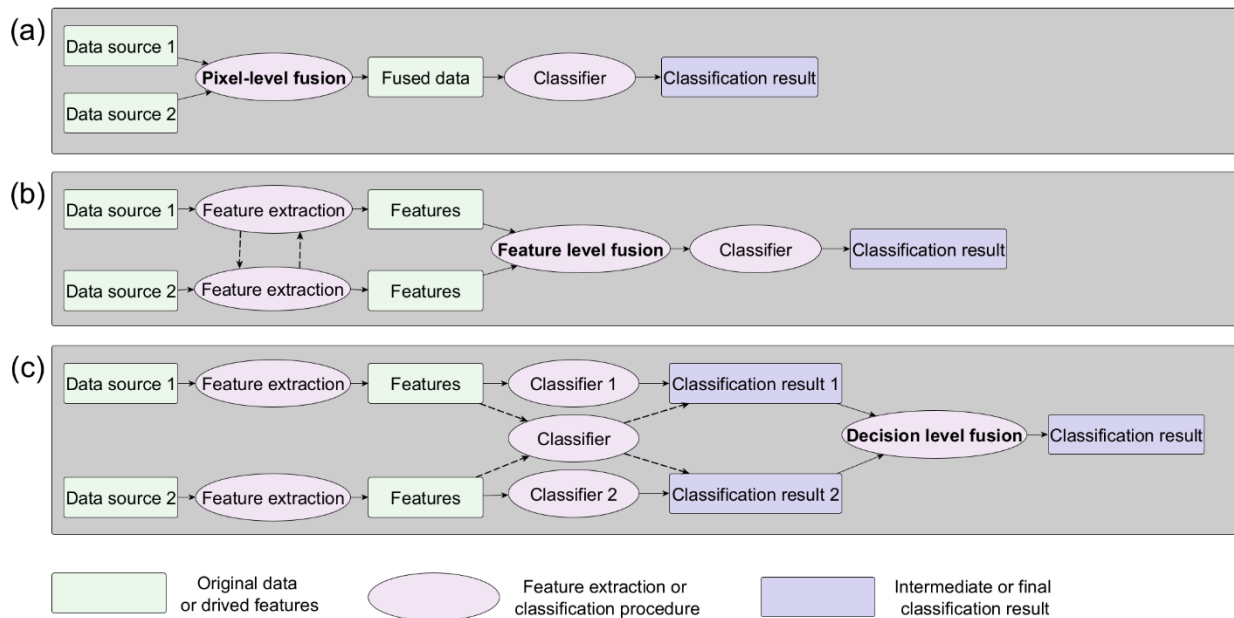 (a)
Data source 1
Pixel-level fusion
Fused data
Classifier
Classification result
Data source 2
(b)
Data source 1
Feature extraction
Features
Feature level fusion
Classifier
Classification result
Data source 2
Feature extraction
Features
(c)
Data source 1
Feature extraction
Features
Classifier 1
Classification result 1
Classifier
Decision level fusion
Classification result
Data source 2
Feature extraction
Features
Classifier 2
Classification result 2
Original data
or drived features
Feature extraction or
classification procedure
Intermediate or final
classification result